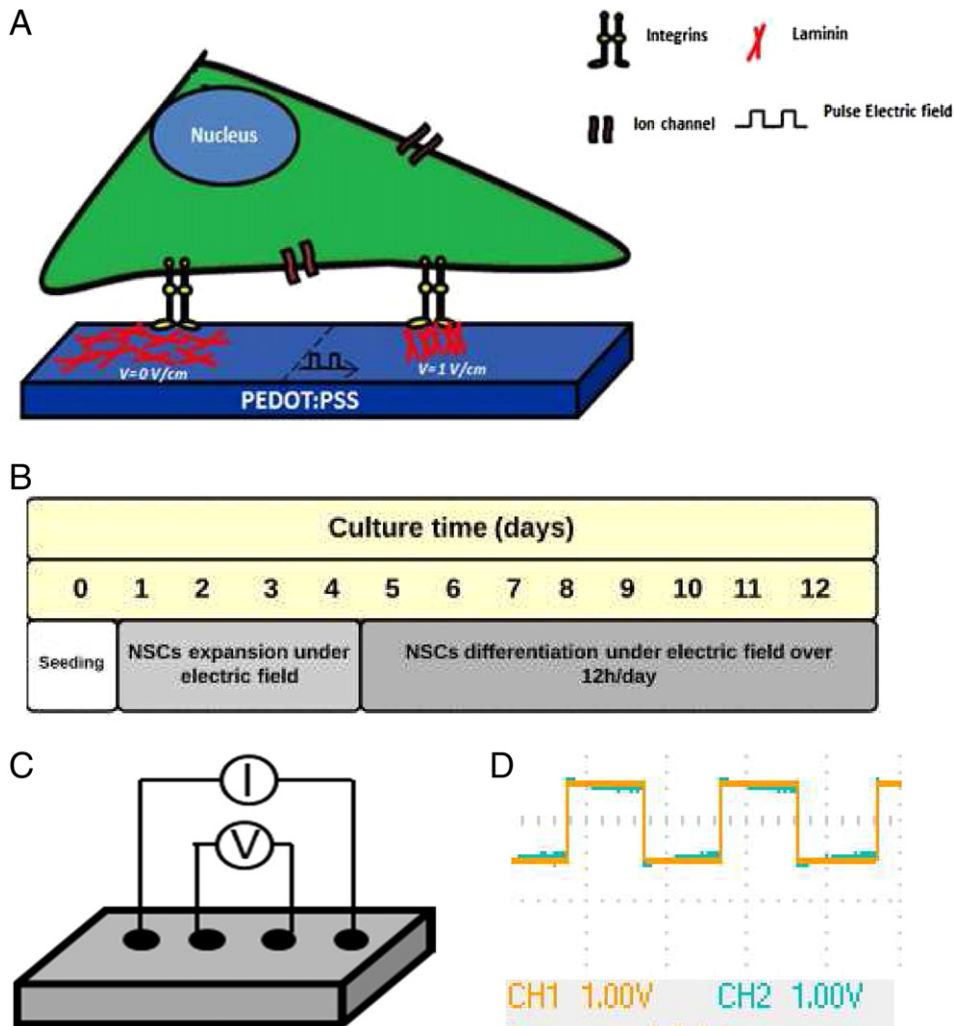 A
Integrins
Laminin
Ion channel
Pulse Electric field
Nucleus
V=0 V/cm
V=1 V/cm
PEDOT:PSS
B
Culture time (days)
0 1 2 3 4 5 6 7 8 9 10 11 12
Seeding
NSCs expansion under
electric field
NSCs differentiation under electric field over
12h/day
C
I
V
D
CH1 1.00V CH2 1.00V